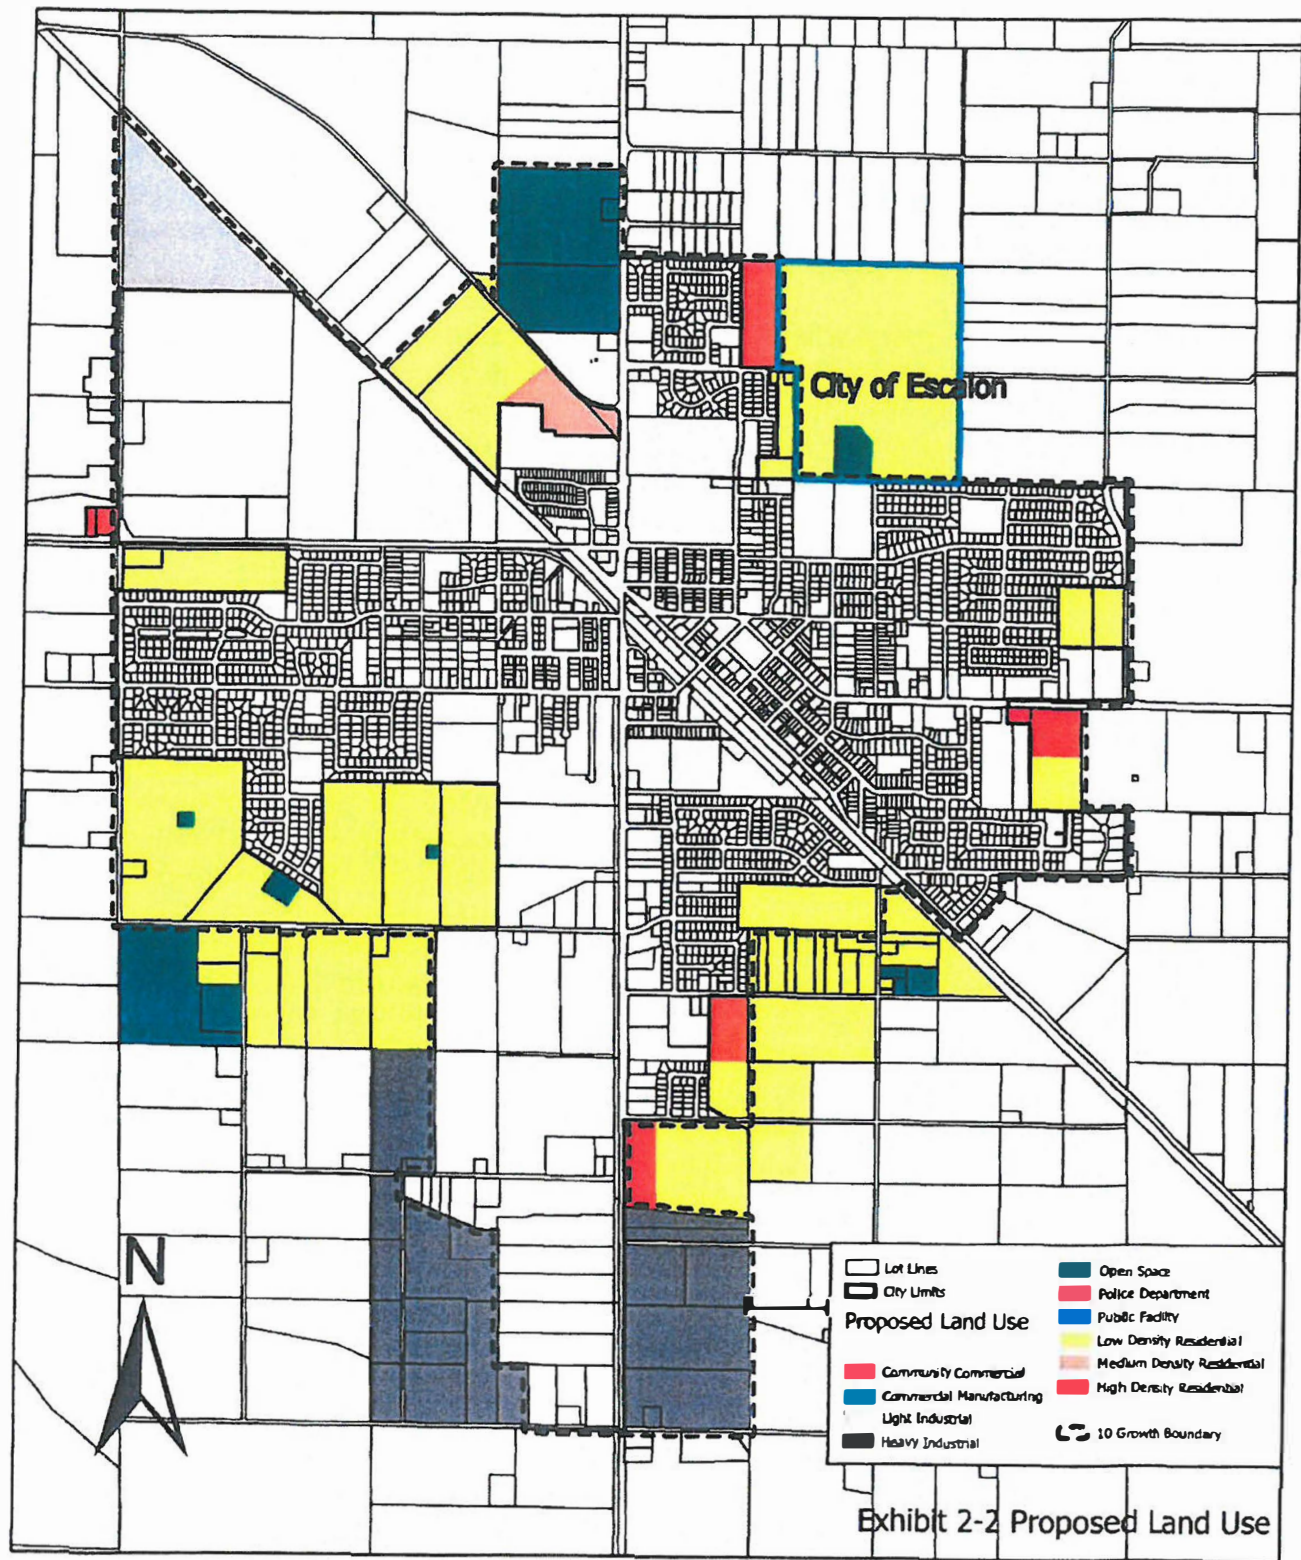 City of Escalon
N
Lot Lines
City Limits
Proposed Land Use
Community Commercial
Commercial Manufacturing
Light Industrial
Heavy Industrial
Open Space
Police Department
Public Facility
Low Density Residential
Medium Density Residential
High Density Residential
10 Growth Boundary
Exhibit 2-2 Proposed Land Use